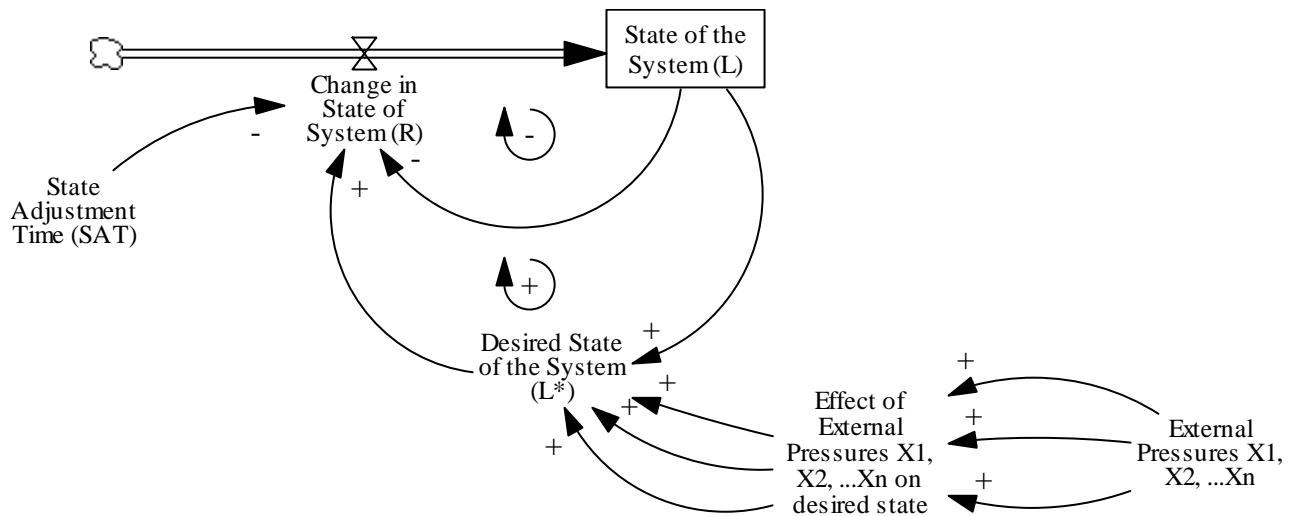 State of the
System (L)
Change in
State of
System (R)
-
-
-
+
State
Adjustment
Time (SAT)
+
+
Desired State
of the System
(L*)
+
+
+
Effect of
External
Pressures X1,
X2, ...Xn on
desired state
+
+
+
External
Pressures X1,
X2, ...Xn